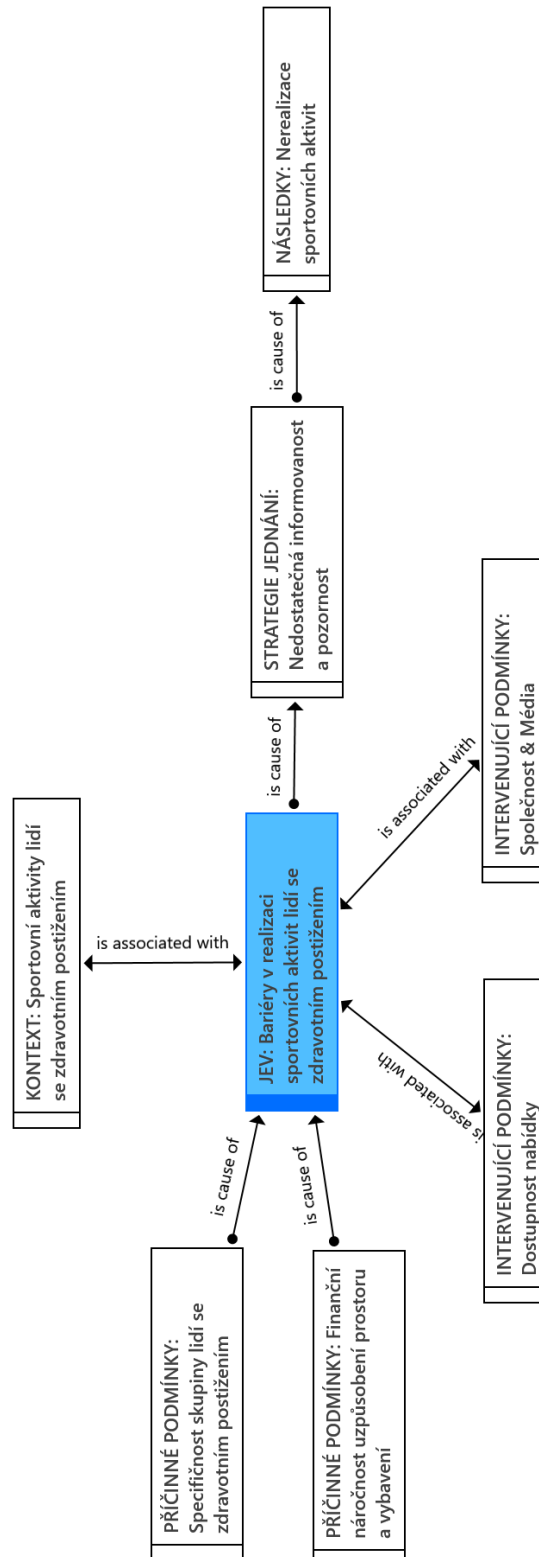 KONTEXT: Sportovní aktivity lidí
se zdravotním postižením
is associated with
PŘÍČINNÉ PODMÍNKY:
Specifičnost skupiny lidí se
zdravotním postižením
is cause of
PŘÍČINNÉ PODMÍNKY: Finanční
náročnost uzpůsobení prostoru
a vybavení
is cause of
JEV: Bariéry v realizaci
sportovních aktivit lidí se
zdravotním postižením
is cause of
STRATEGIE JEDNÁNÍ:
Nedostatečná informovanost
a pozornost
is cause of
NÁSLEDKY: Nerealizace
sportovních aktivit
is associated with
INTERVENUJÍCÍ PODMÍNKY:
Dostupnost nabídky
is associated with
INTERVENUJÍCÍ PODMÍNKY:
Společnost & Média